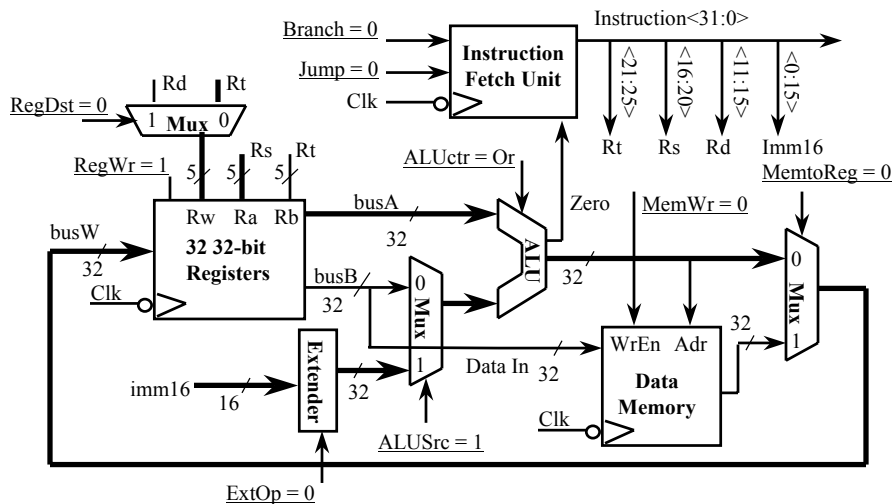 Instruction<31:0>
Branch = 0
Instruction
Fetch Unit
Jump = 0
Clk
<21:25>
<16:20>
<11:15>
<0:15>
Rd
Rt
RegDst = 0
1 Mux 0
Rt
Rs
Rd
Imm16
RegWr = 1
5
5
Rs
5
Rt
ALUctr = Or
Zero
MemWr = 0
MemtoReg = 0
busW
32
Rw
Ra
Rb
32 32-bit
Registers
busA
32
busB
32
Clk
0
Mux
1
ALU
32
0
Mux
1
32
WrEn
Adr
Data
Memory
Data In
32
Clk
imm16
16
Extender
32
ALUSrc = 1
ExtOp = 0